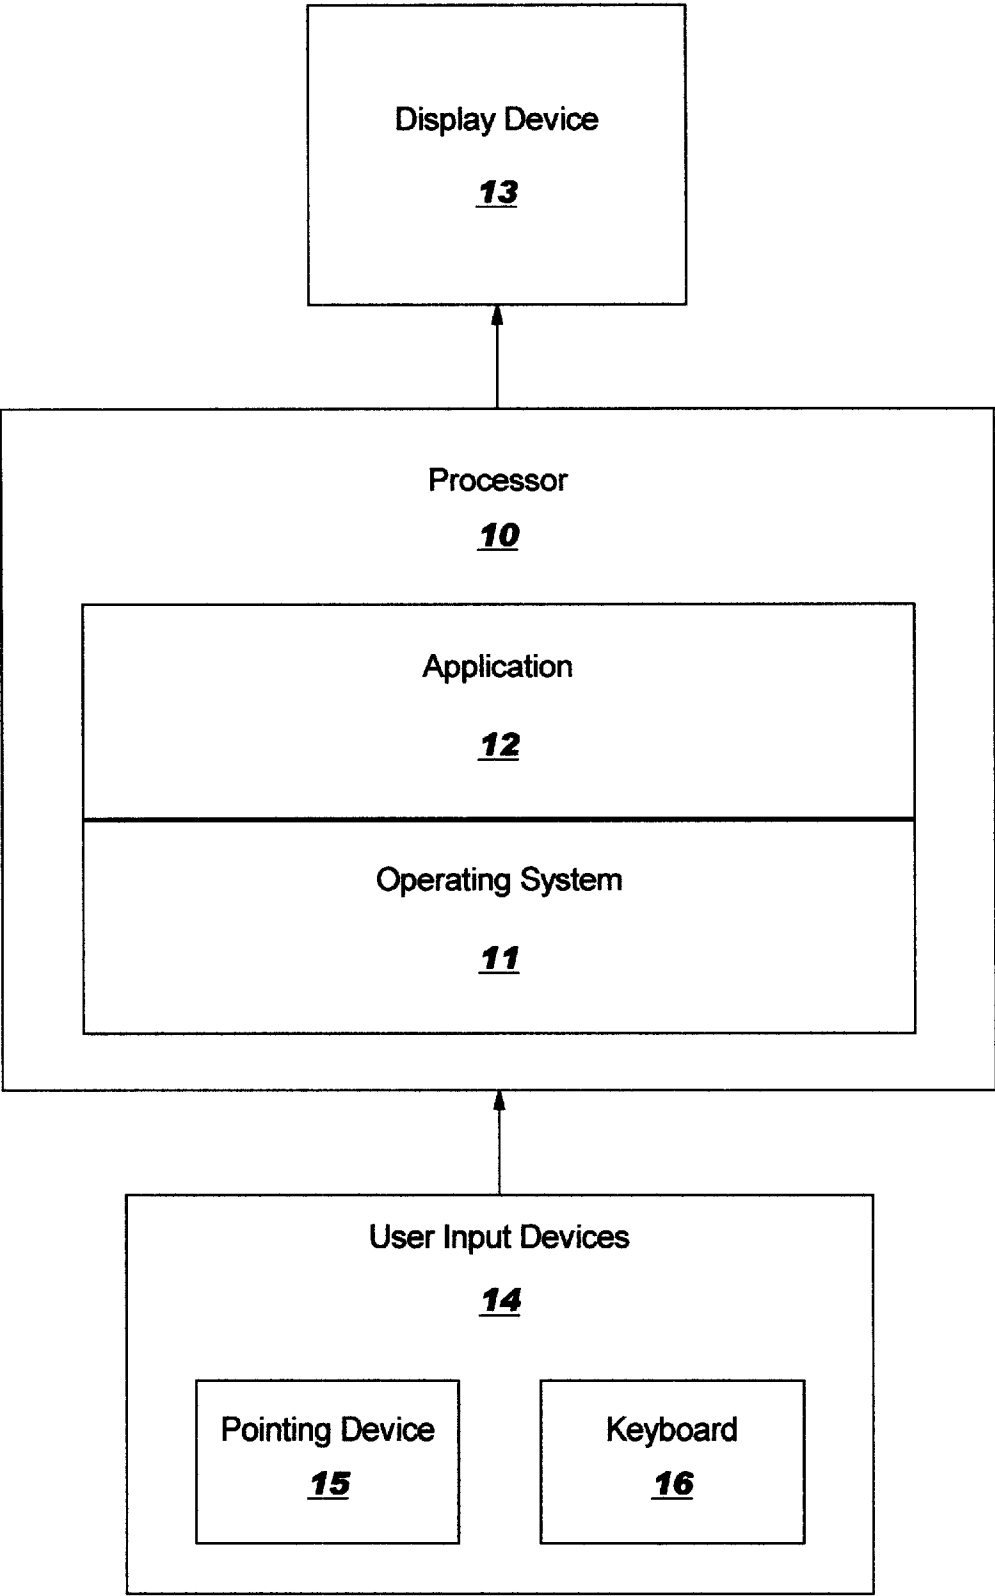 Display Device
13
Processor
10
Application
12
Operating System
11
User Input Devices
14
Pointing Device
15
Keyboard
16